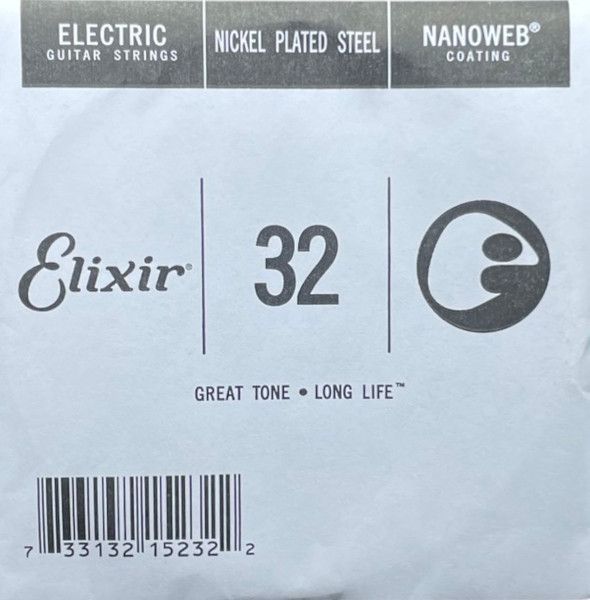 ELECTRIC
GUITAR STRINGS
NICKEL PLATED STEEL
NANOWEB®
COATING
Elixir®
32
GREAT TONE • LONG LIFE™
7 33132 15232 2